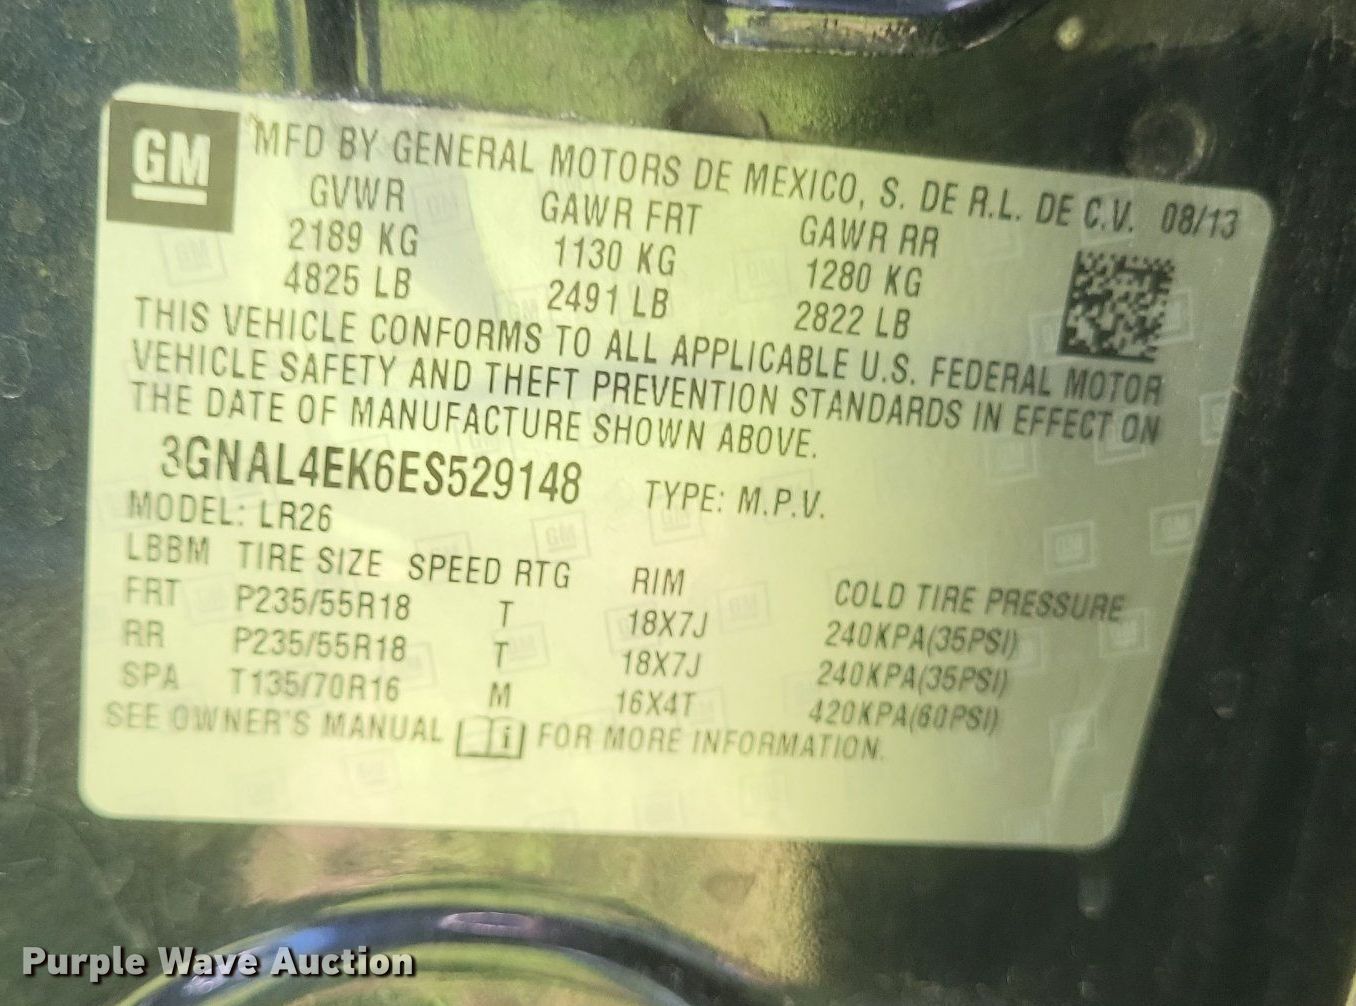 GM
MFD BY GENERAL MOTORS DE MEXICO, S. DE R.L. DE C.V. 08/13
GVWR GAWR FRT GAWR RR
2189 KG 1130 KG 1280 KG
4825 LB 2491 LB 2822 LB
THIS VEHICLE CONFORMS TO ALL APPLICABLE U.S. FEDERAL MOTOR
VEHICLE SAFETY AND THEFT PREVENTION STANDARDS IN EFFECT ON
THE DATE OF MANUFACTURE SHOWN ABOVE.
3GNAL4EK6ES529148 TYPE: M.P.V.
MODEL: LR26
LBBM TIRE SIZE SPEED RTG RIM COLD TIRE PRESSURE
FRT P235/55R18 T 18X7J 240KPA(35PSI)
RR P235/55R18 T 18X7J 240KPA(35PSI)
SPA T135/70R16 M 16X4T 420KPA(60PSI)
SEE OWNER'S MANUAL i FOR MORE INFORMATION.
Purple Wave Auction